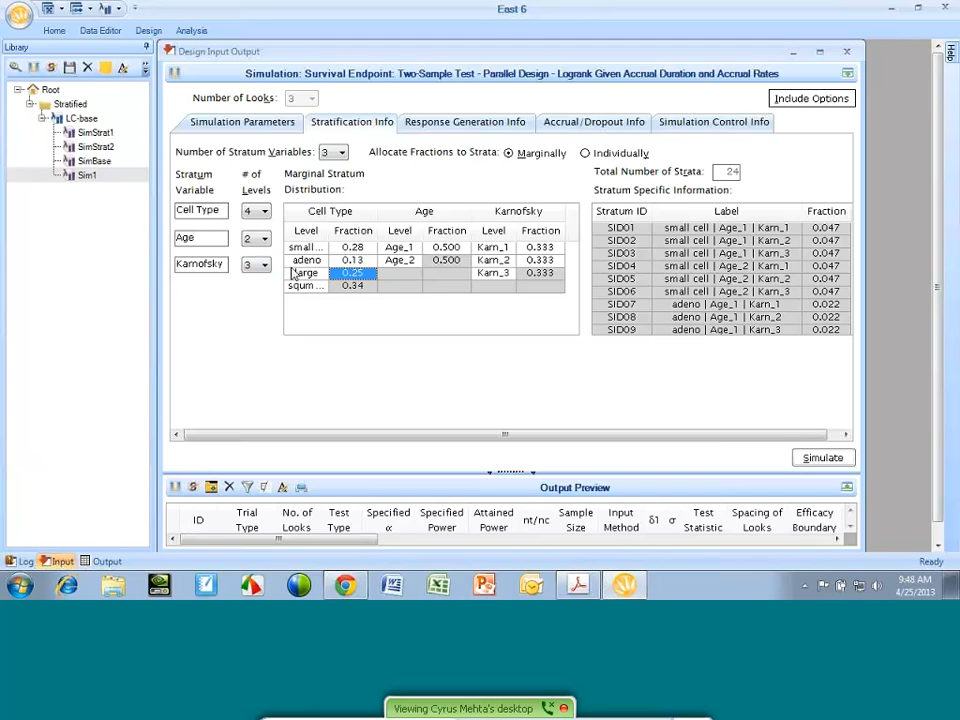 East 6
Home Data Editor Design Analysis
Library
Design Input Output
Help
Root
Stratified
LC-base
SimStrat1
SimStrat2
SimBase
Sim1
Simulation: Survival Endpoint: Two-Sample Test - Parallel Design - Logrank Given Accrual Duration and Accrual Rates
Number of Looks: 3
Include Options
Simulation Parameters Stratification Info Response Generation Info Accrual/Dropout Info Simulation Control Info
Number of Stratum Variables: 3 Allocate Fractions to Strata: Marginally Individually
Total Number of Strata: 24
Stratum # of Marginal Stratum
Variable Levels Distribution:
Stratum Specific Information:
Cell Type 4
Age 2
Karnofsky 3
Cell Type Age Karnofsky
Level Fraction Level Fraction Level Fraction
small... 0.28 Age_1 0.500 Karn_1 0.333
adeno 0.13 Age_2 0.500 Karn_2 0.333
large 0.25 Karn_3 0.333
squm ... 0.34
Stratum ID Label Fraction
SID01 small cell | Age_1 | Karn_1 0.047
SID02 small cell | Age_1 | Karn_2 0.047
SID03 small cell | Age_1 | Karn_3 0.047
SID04 small cell | Age_2 | Karn_1 0.047
SID05 small cell | Age_2 | Karn_2 0.047
SID06 small cell | Age_2 | Karn_3 0.047
SID07 adeno | Age_1 | Karn_1 0.022
SID08 adeno | Age_1 | Karn_2 0.022
SID09 adeno | Age_1 | Karn_3 0.022
Simulate
Output Preview
ID Trial Type No. of Looks Test Type Specified α Specified Power Attained Power nt/nc Sample Size Input Method δ1 σ Test Statistic Spacing of Looks Efficacy Boundary
Log Input Output
Ready
9:48 AM
4/25/2013
Viewing Cyrus Mehta's desktop